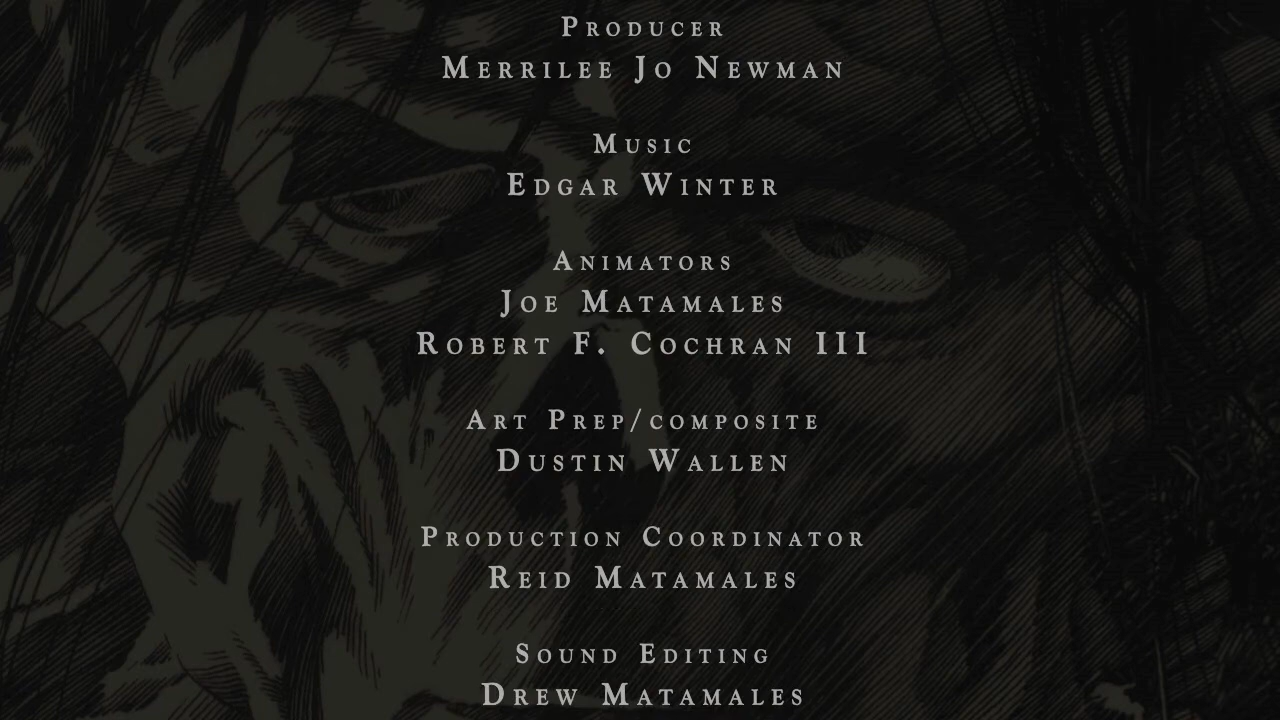 Producer
Merrilee Jo Newman
Music
Edgar Winter
Animators
Joe Matamales
Robert F. Cochran III
Art Prep/composite
Dustin Wallen
Production Coordinator
Reid Matamales
Sound Editing
Drew Matamales